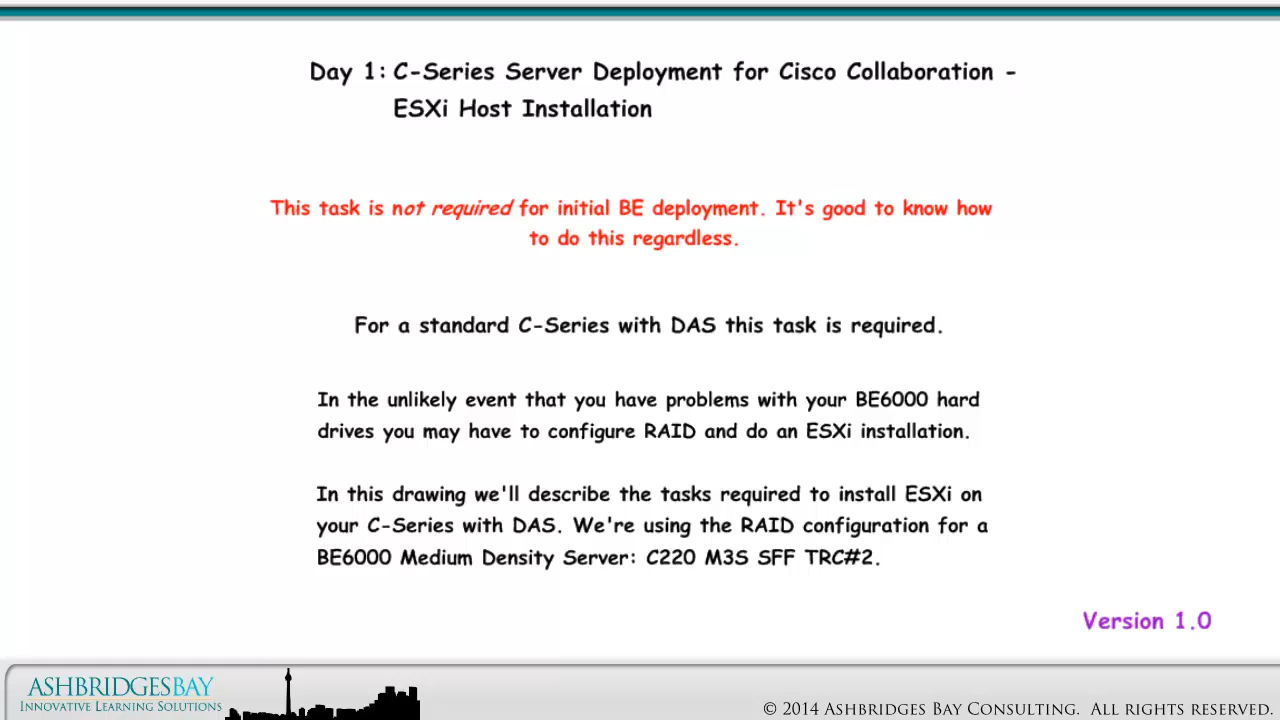 Day 1: C-Series Server Deployment for Cisco Collaboration -
ESXi Host Installation
This task is not required for initial BE deployment. It's good to know how
to do this regardless.
For a standard C-Series with DAS this task is required.
In the unlikely event that you have problems with your BE6000 hard
drives you may have to configure RAID and do an ESXi installation.
In this drawing we'll describe the tasks required to install ESXi on
your C-Series with DAS. We're using the RAID configuration for a
BE6000 Medium Density Server: C220 M3S SFF TRC#2.
Version 1.0
ASHBRIDGESBAY
INNOVATIVE LEARNING SOLUTIONS
© 2014 ASHBRIDGES BAY CONSULTING. ALL RIGHTS RESERVED.